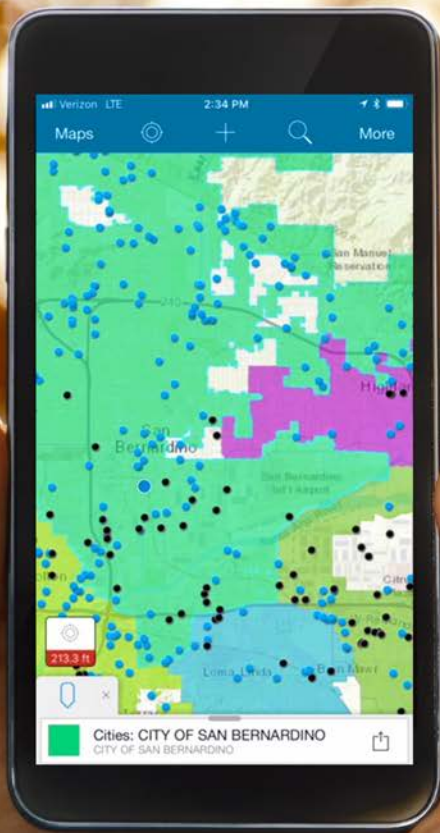 Verizon LTE 2:34 PM
Maps More
San Manuel
Reservation
210
San
Bernardino
San Bernardino
Int'l Airport
213.3 ft
Loma Linda
Bryn Mawr
Cities: CITY OF SAN BERNARDINO
CITY OF SAN BERNARDINO